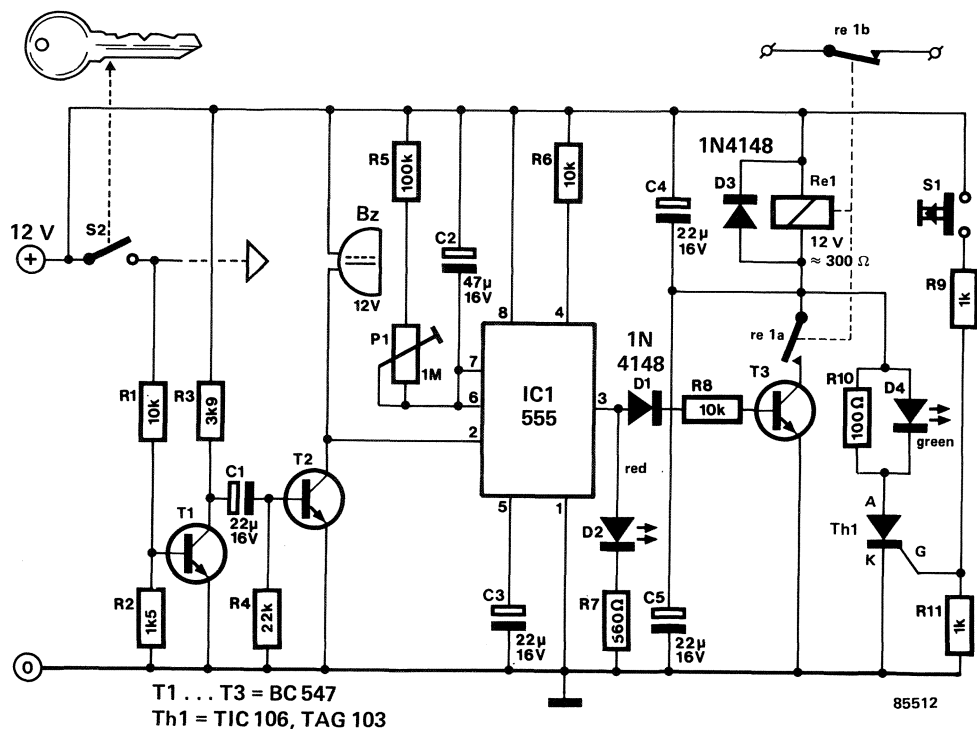 re 1b
1N4148
R5
100k
R6
10k
C4
22µ
16V
D3
Re1
12 V
≈ 300 Ω
S1
12 V
S2
+
Bz
12V
C2
47µ
16V
R9
1k
P1
1M
8
4
7
6
2
3
5
1
IC1
555
1N
4148
D1
R8
10k
re 1a
T3
R10
100Ω
D4
green
R1
10k
R3
3k9
C1
22µ
16V
T2
T1
red
D2
A
Th1
K
G
R2
1k5
R4
22k
C3
22µ
16V
R7
560Ω
C5
22µ
16V
R11
1k
0
T1 . . . T3 = BC 547
Th1 = TIC 106, TAG 103
85512